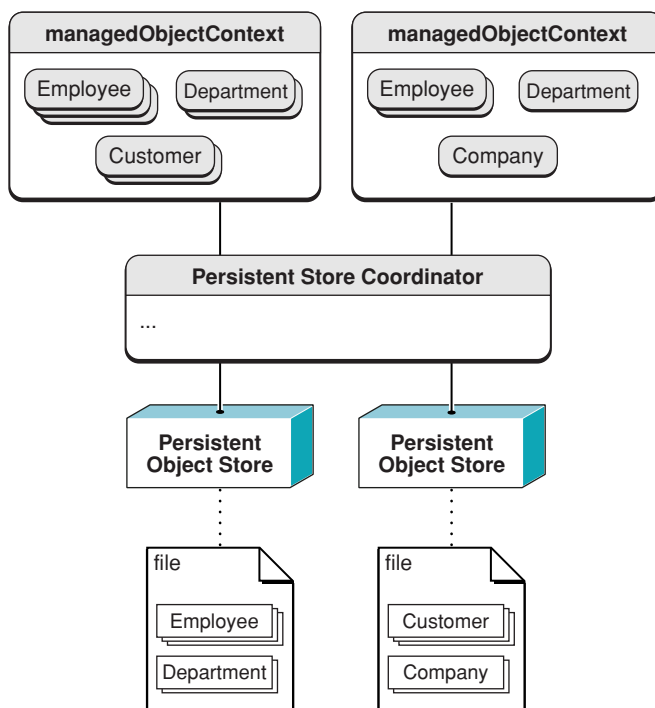 managedObjectContext
Employee
Department
Customer
managedObjectContext
Employee
Department
Company
Persistent Store Coordinator
...
Persistent
Object Store
Persistent
Object Store
file
Employee
Department
file
Customer
Company